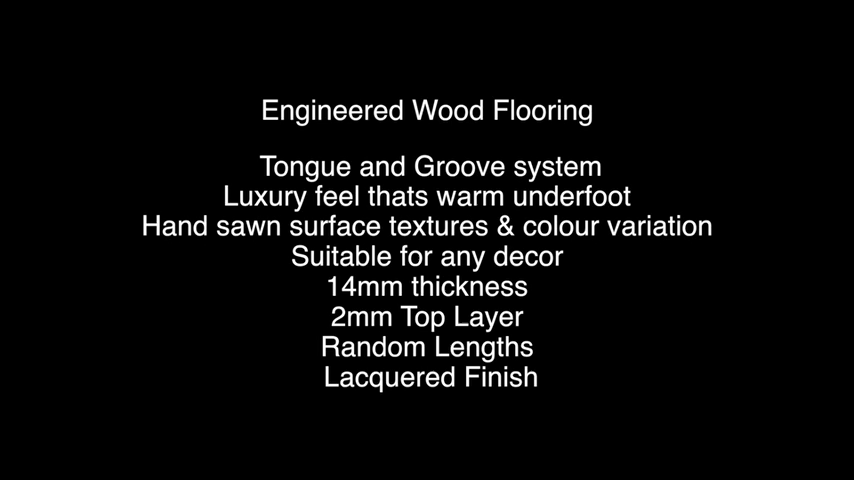 Engineered Wood Flooring
Tongue and Groove system
Luxury feel thats warm underfoot
Hand sawn surface textures & colour variation
Suitable for any decor
14mm thickness
2mm Top Layer
Random Lengths
Lacquered Finish